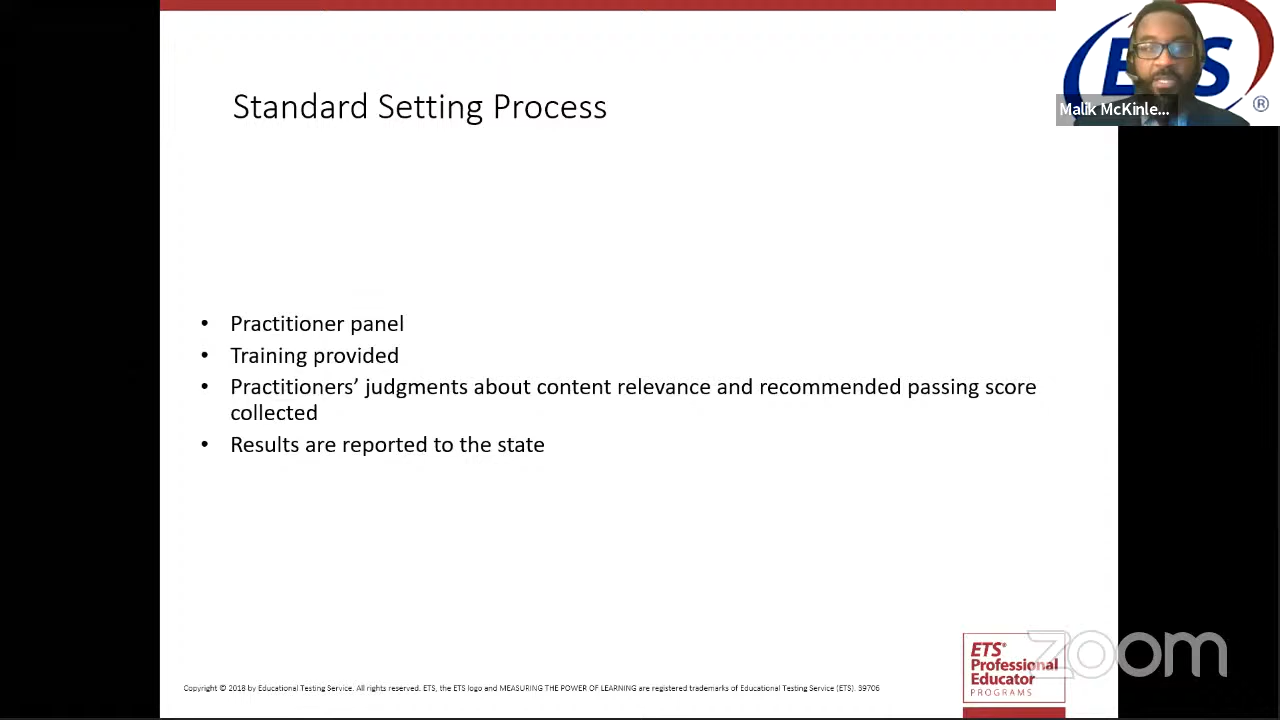 ETS
®
Malik McKinle...
Standard Setting Process
• Practitioner panel
• Training provided
• Practitioners’ judgments about content relevance and recommended passing score
collected
• Results are reported to the state
ETS®
Professional
Educator
PROGRAMS
zoom
Copyright © 2018 by Educational Testing Service. All rights reserved. ETS, the ETS logo and MEASURING THE POWER OF LEARNING are registered trademarks of Educational Testing Service (ETS). 39706